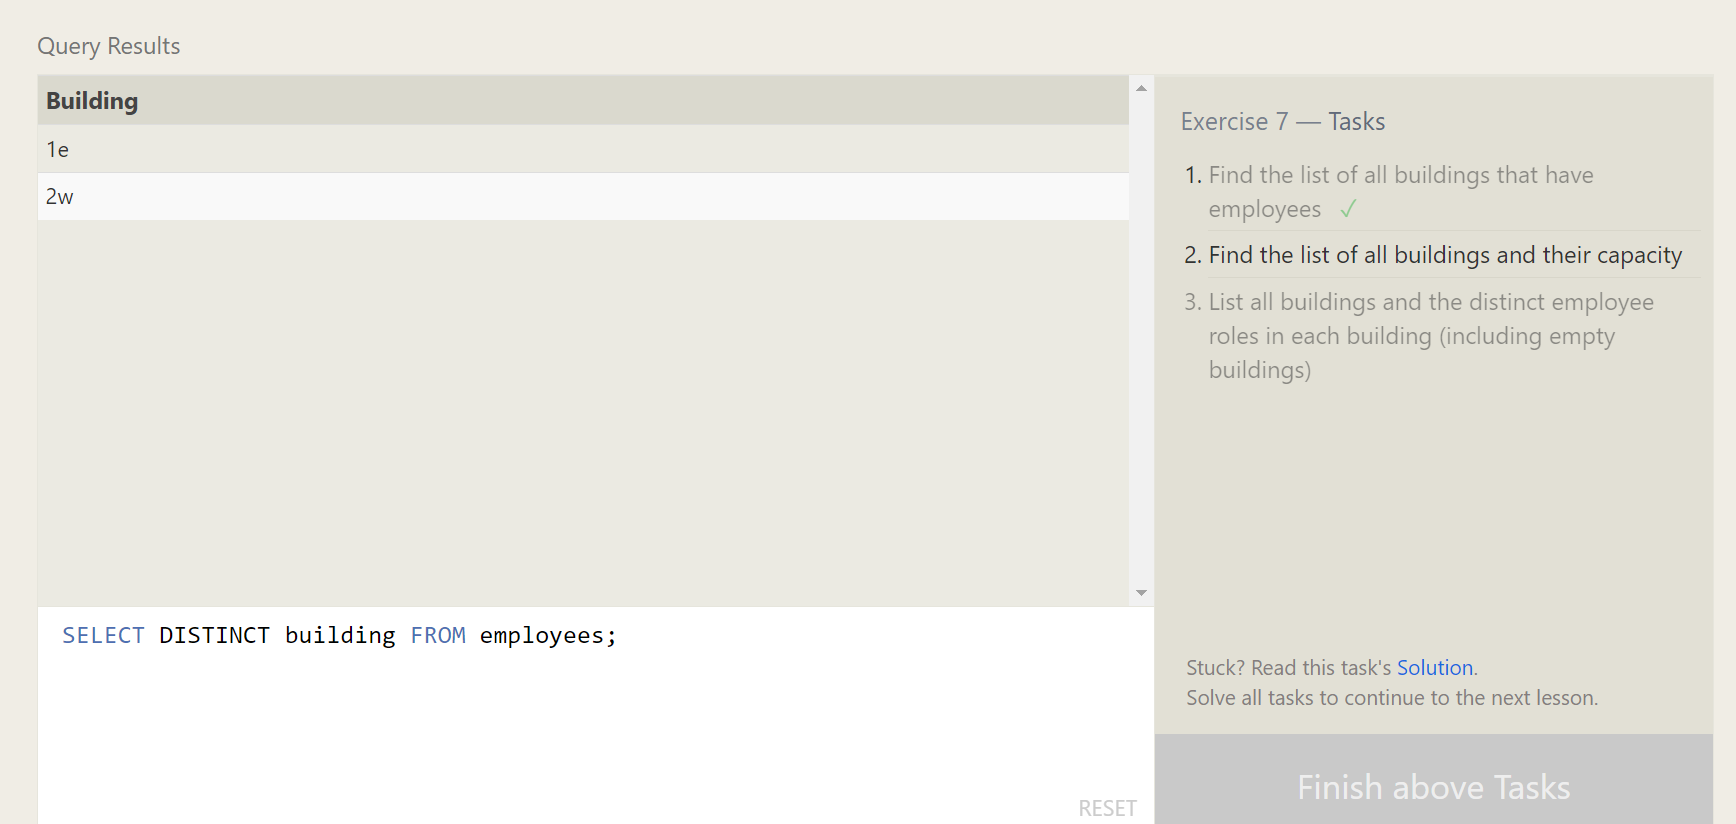 Query Results
Building
1e
2w
SELECT DISTINCT building FROM employees;
RESET
Exercise 7 — Tasks
1. Find the list of all buildings that have
employees ✓
2. Find the list of all buildings and their capacity
3. List all buildings and the distinct employee
roles in each building (including empty
buildings)
Stuck? Read this task's Solution.
Solve all tasks to continue to the next lesson.
Finish above Tasks